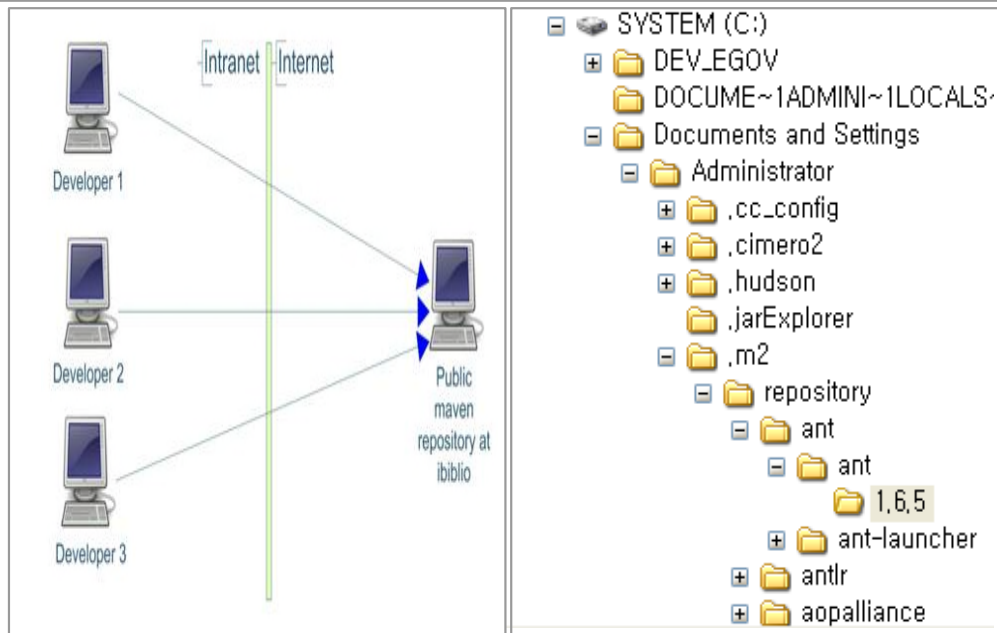 Intranet
Internet
Developer 1
Developer 2
Developer 3
Public
maven
repository at
ibiblio
SYSTEM (C:)
DEV_EGOV
DOCUME~1ADMINI~1LOCALS~
Documents and Settings
Administrator
,cc_config
,cimero2
,hudson
,jarExplorer
,m2
repository
ant
ant
1,6,5
ant-launcher
antlr
aopalliance